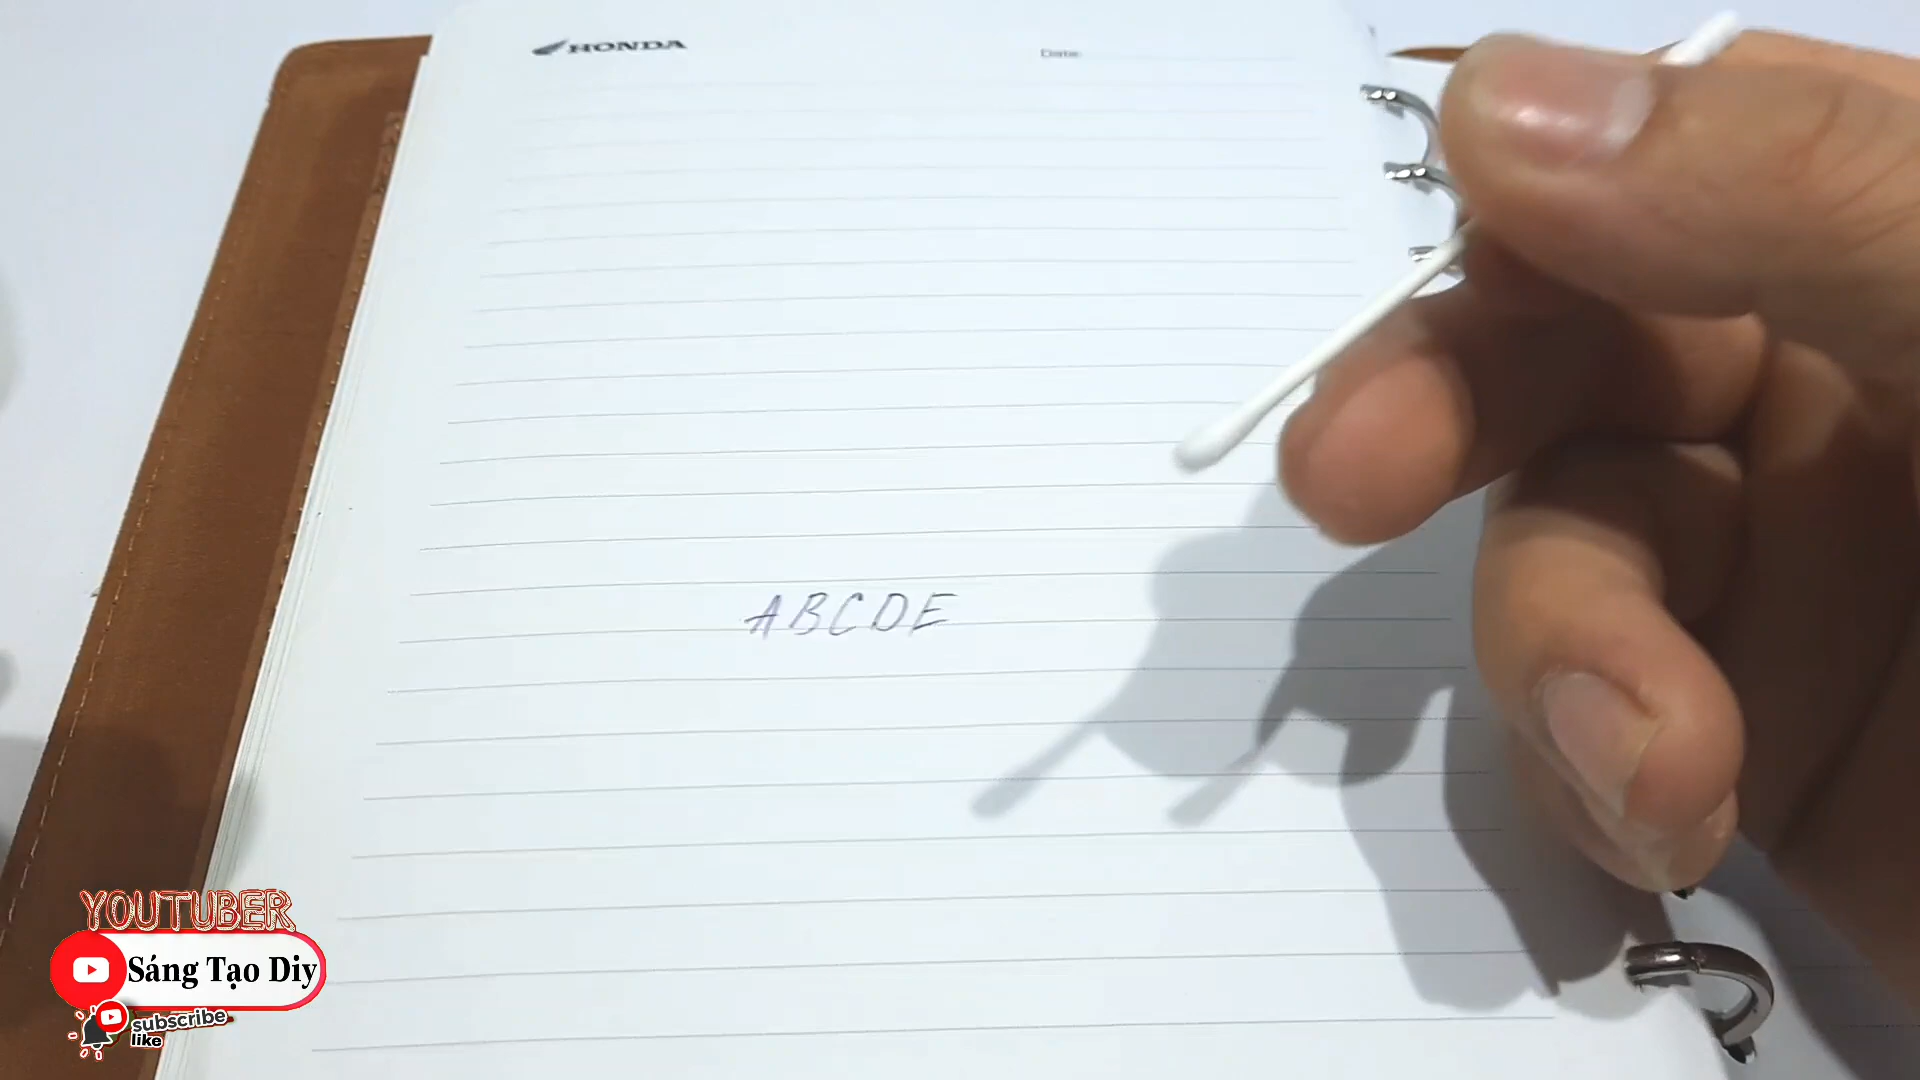 HONDA
Date:
ABCDE
YOUTUBER
Sáng Tạo Diy
subscribe
like